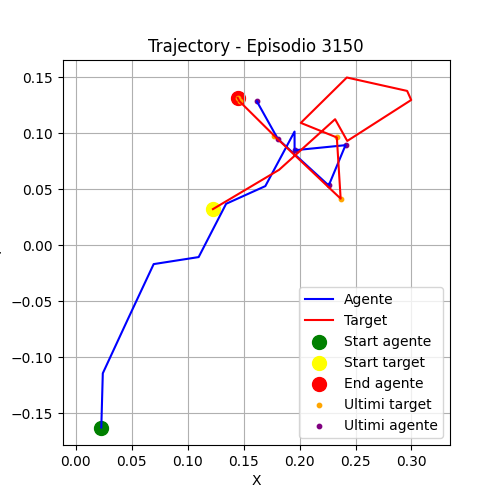 Trajectory - Episodio 3150
0.15
0.10
0.05
0.00
−0.05
−0.10
−0.15
Agente
Target
Start agente
Start target
End agente
Ultimi target
Ultimi agente
0.00 0.05 0.10 0.15 0.20 0.25 0.30
X